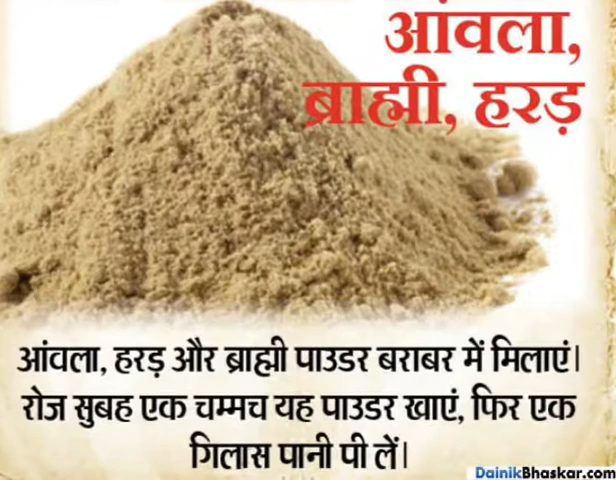 आंवला,
ब्राह्मी, हरड़
आंवला, हरड़ और ब्राह्मी पाउडर बराबर में मिलाएं।
रोज सुबह एक चम्मच यह पाउडर खाएं, फिर एक
गिलास पानी पी लें।
DainikBhaskar.com